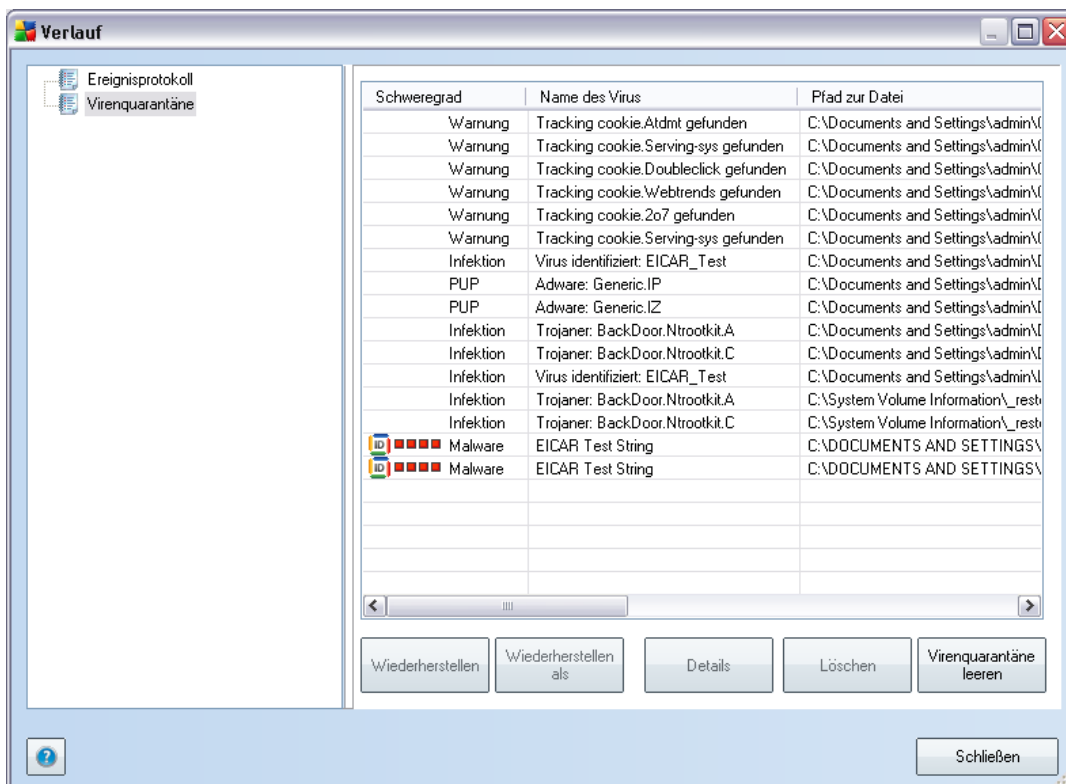 Verlauf
Ereignisprotokoll
Virenquarantäne
Schweregrad Name des Virus Pfad zur Datei
Warnung Tracking cookie.Atdmt gefunden C:\Documents and Settings\admin\
Warnung Tracking cookie.Serving-sys gefunden C:\Documents and Settings\admin\
Warnung Tracking cookie.Doubleclick gefunden C:\Documents and Settings\admin\
Warnung Tracking cookie.Webtrends gefunden C:\Documents and Settings\admin\
Warnung Tracking cookie.2o7 gefunden C:\Documents and Settings\admin\
Warnung Tracking cookie.Serving-sys gefunden C:\Documents and Settings\admin\
Infektion Virus identifiziert: EICAR_Test C:\Documents and Settings\admin\
PUP Adware: Generic.IP C:\Documents and Settings\admin\
PUP Adware: Generic.IZ C:\Documents and Settings\admin\
Infektion Trojaner: BackDoor.Ntrootkit.A C:\Documents and Settings\admin\
Infektion Trojaner: BackDoor.Ntrootkit.C C:\Documents and Settings\admin\
Infektion Virus identifiziert: EICAR_Test C:\Documents and Settings\admin\
Infektion Trojaner: BackDoor.Ntrootkit.A C:\System Volume Information\_rest
Infektion Trojaner: BackDoor.Ntrootkit.C C:\System Volume Information\_rest
ID Malware EICAR Test String C:\DOCUMENTS AND SETTINGS\
ID Malware EICAR Test String C:\DOCUMENTS AND SETTINGS\
Wiederherstellen Wiederherstellen als Details Löschen Virenquarantäne leeren
? Schließen